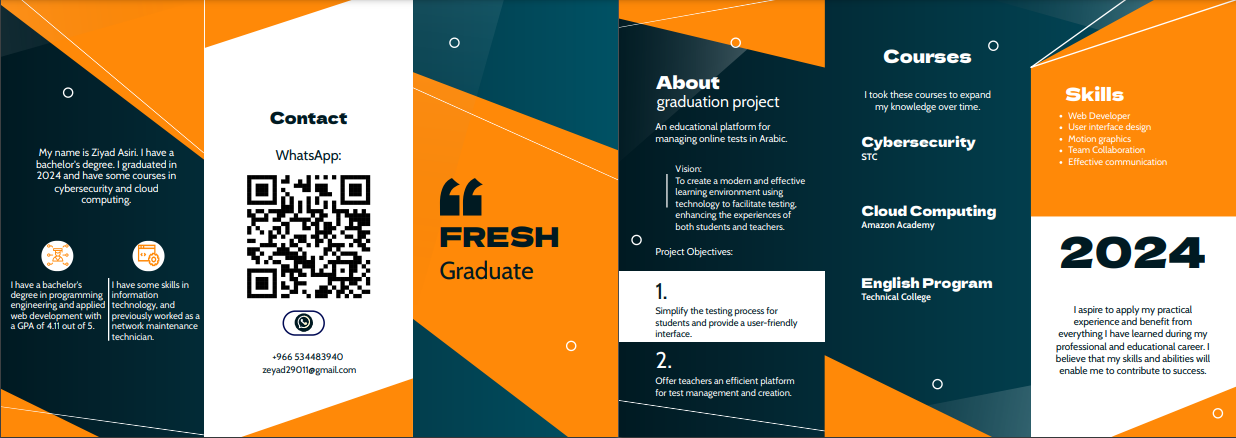 My name is Ziyad Asiri. I have a
bachelor's degree. I graduated in
2024 and have some courses in
cybersecurity and cloud
computing.
I have a bachelor's
degree in programming
engineering and applied
web development with
a GPA of 4.11 out of 5.
I have some skills in
information
technology, and
previously worked as a
network maintenance
technician.
Contact
WhatsApp:
+966 534483940
zeyad29011@gmail.com
“
FRESH
Graduate
About
graduation project
An educational platform for
managing online tests in Arabic.
Vision:
To create a modern and effective
learning environment using
technology to facilitate testing,
enhancing the experiences of
both students and teachers.
Project Objectives:
1.
Simplify the testing process for
students and provide a user-friendly
interface.
2.
Offer teachers an efficient platform
for test management and creation.
Courses
I took these courses to expand
my knowledge over time.
Cybersecurity
STC
Cloud Computing
Amazon Academy
English Program
Technical College
Skills
• Web Developer
• User interface design
• Motion graphics
• Team Collaboration
• Effective communication
2024
I aspire to apply my practical
experience and benefit from
everything I have learned during my
professional and educational career. I
believe that my skills and abilities will
enable me to contribute to success.